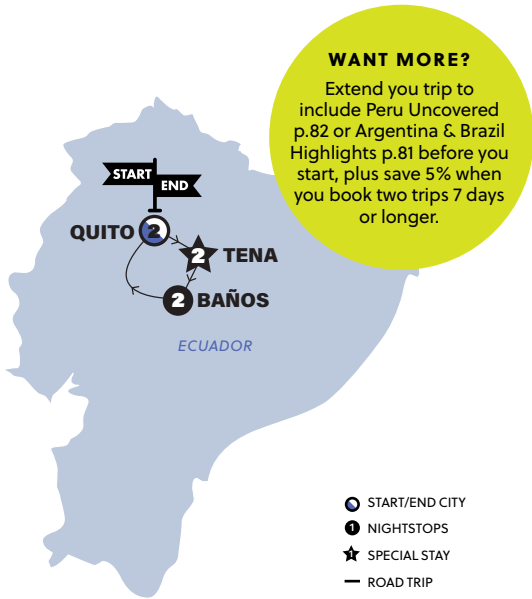 WANT MORE?
Extend you trip to
include Peru Uncovered
p.82 or Argentina & Brazil
Highlights p.81 before you
start, plus save 5% when
you book two trips 7 days
or longer.
START
END
QUITO 2
2 TENA
2 BAÑOS
ECUADOR
START/END CITY
1 NIGHTSTOPS
1 SPECIAL STAY
ROAD TRIP